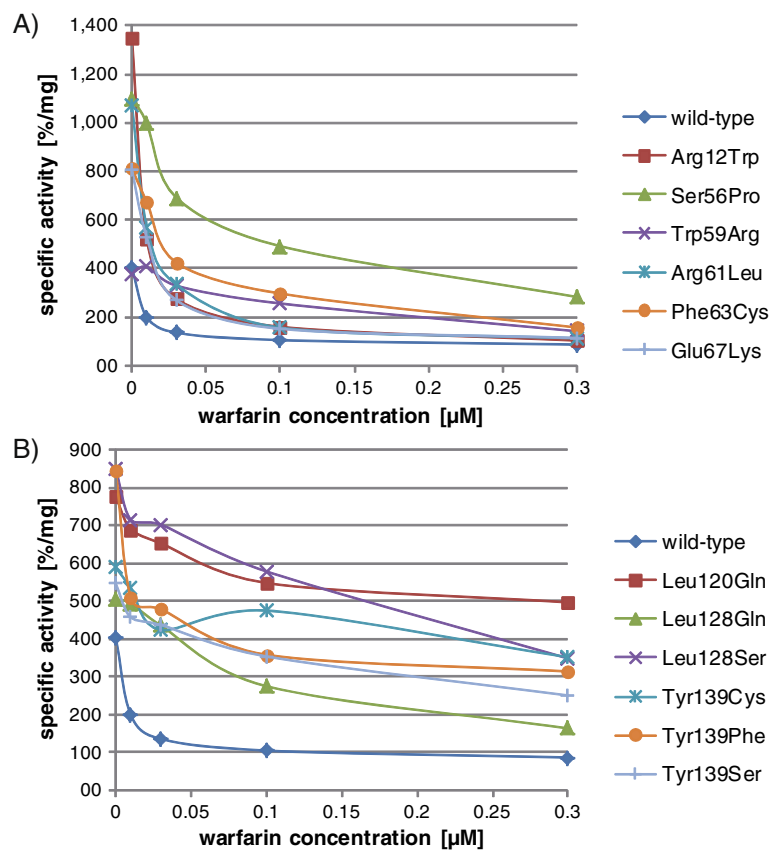 A)
specific activity [%/mg]
1,400
1,200
1,000
800
600
400
200
00
0 0.05 0.1 0.15 0.2 0.25 0.3
warfarin concentration [µM]
wild-type
Arg12Trp
Ser56Pro
Trp59Arg
Arg61Leu
Phe63Cys
Glu67Lys
B)
specific activity [%/mg]
900
800
700
600
500
400
300
200
100
00
0 0.05 0.1 0.15 0.2 0.25 0.3
warfarin concentration [µM]
wild-type
Leu120Gln
Leu128Gln
Leu128Ser
Tyr139Cys
Tyr139Phe
Tyr139Ser